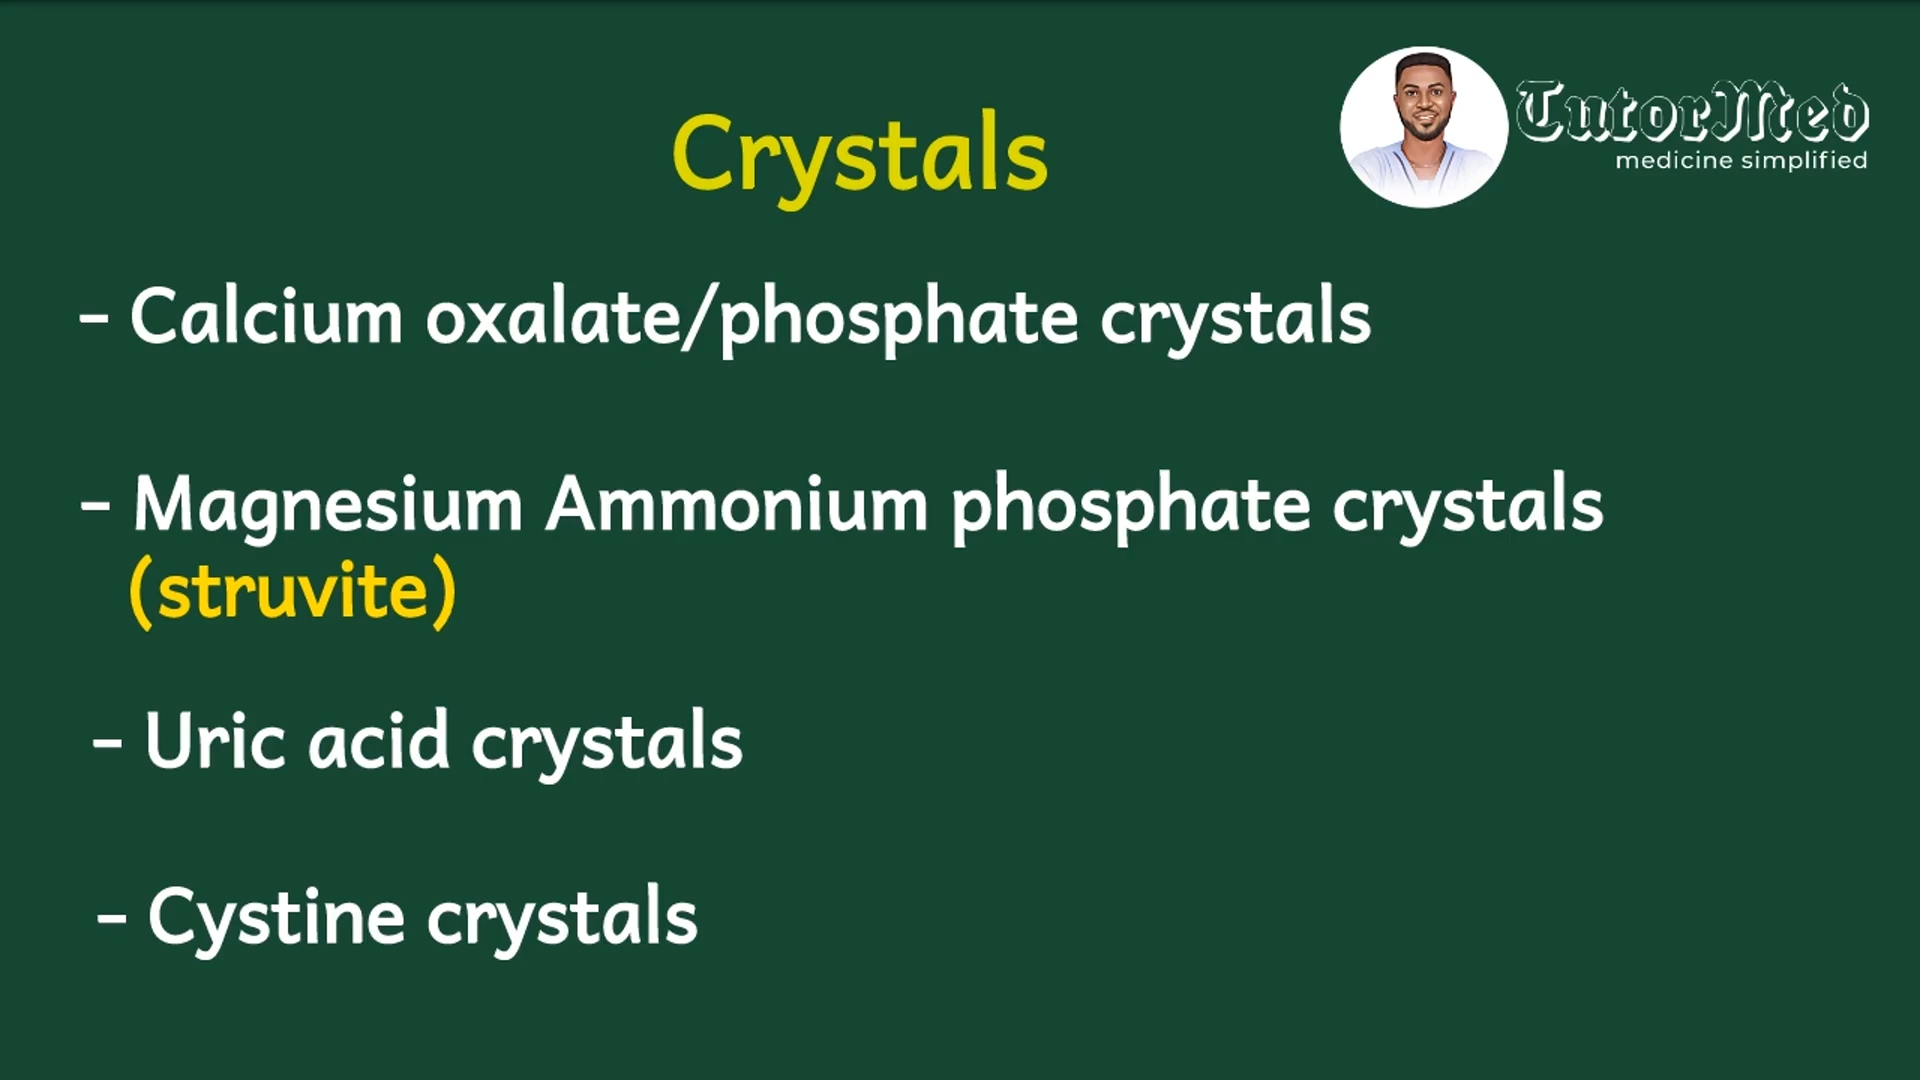 Crystals
TutorMed
medicine simplified
- Calcium oxalate/phosphate crystals
- Magnesium Ammonium phosphate crystals
(struvite)
- Uric acid crystals
- Cystine crystals